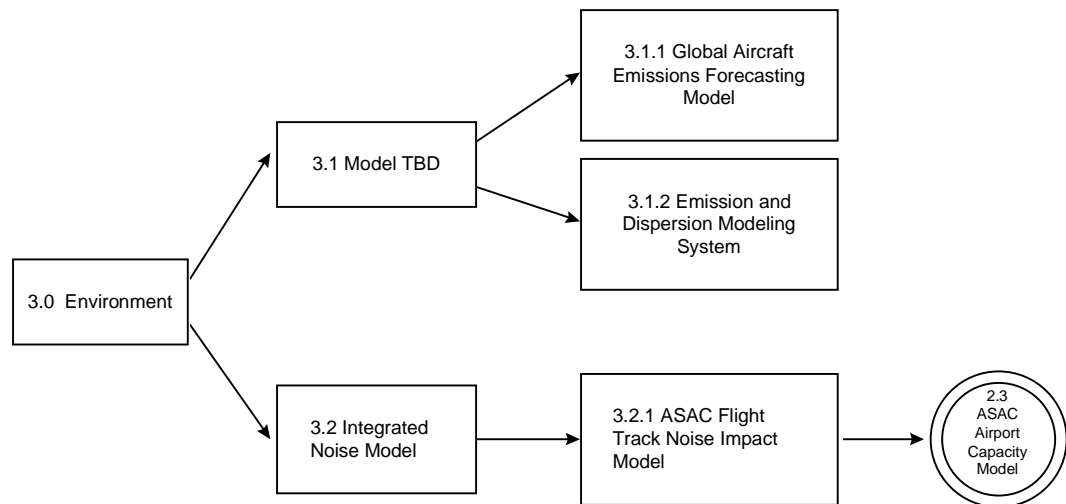 3.1.1 Global Aircraft
Emissions Forecasting
Model
3.1 Model TBD
3.1.2 Emission and
Dispersion Modeling
System
3.0 Environment
3.2 Integrated
Noise Model
3.2.1 ASAC Flight
Track Noise Impact
Model
2.3
ASAC
Airport
Capacity
Model